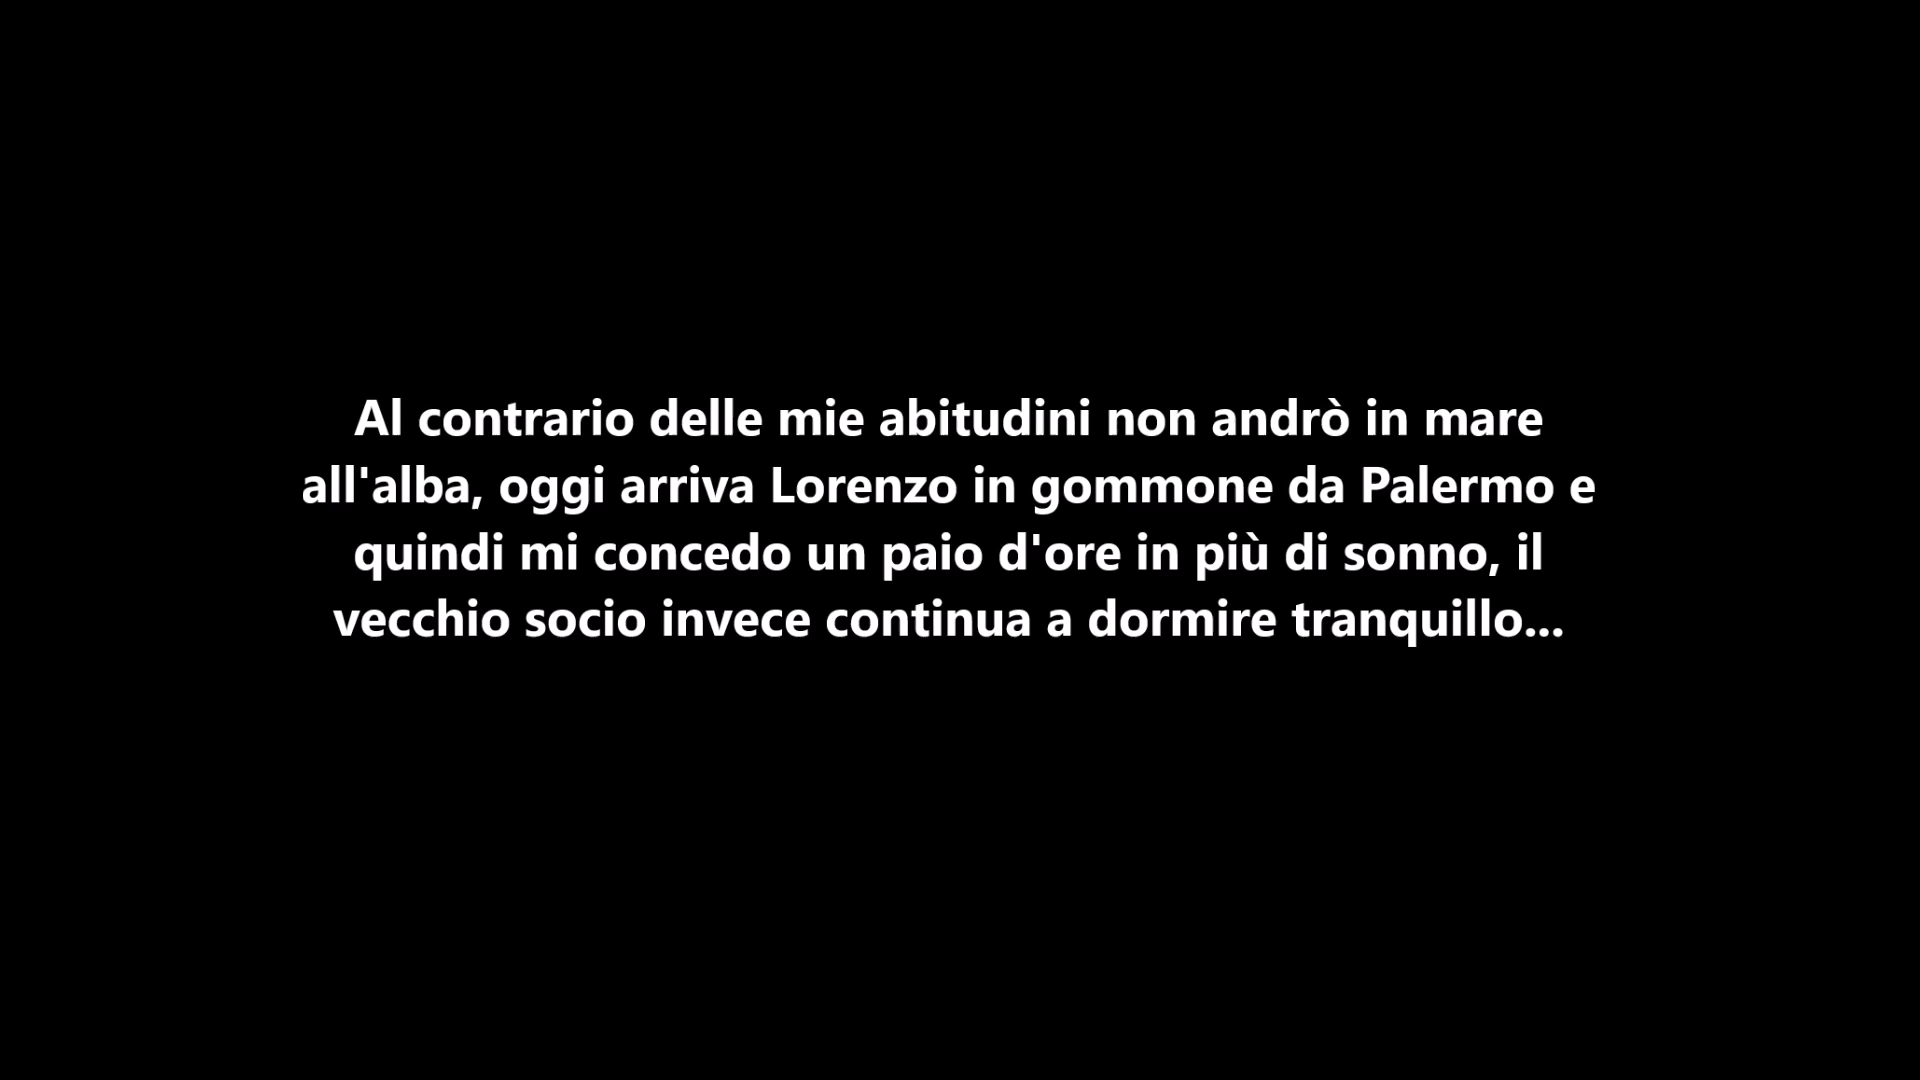 Al contrario delle mie abitudini non andrò in mare
all'alba, oggi arriva Lorenzo in gommone da Palermo e
quindi mi concedo un paio d'ore in più di sonno, il
vecchio socio invece continua a dormire tranquillo...